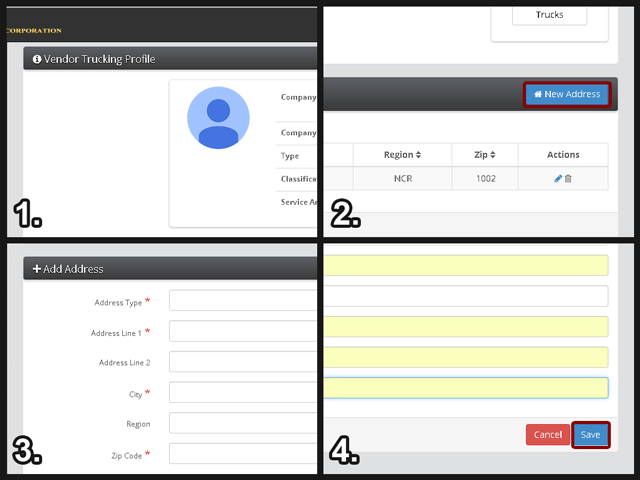 CORPORATION
Vendor Trucking Profile
Company
Company
Type
Classifica
Service Ar
1.
Trucks
New Address
Region Zip Actions
NCR 1002
2.
+ Add Address
Address Type *
Address Line 1 *
Address Line 2
City *
Region
Zip Code *
3.
Cancel Save
4.